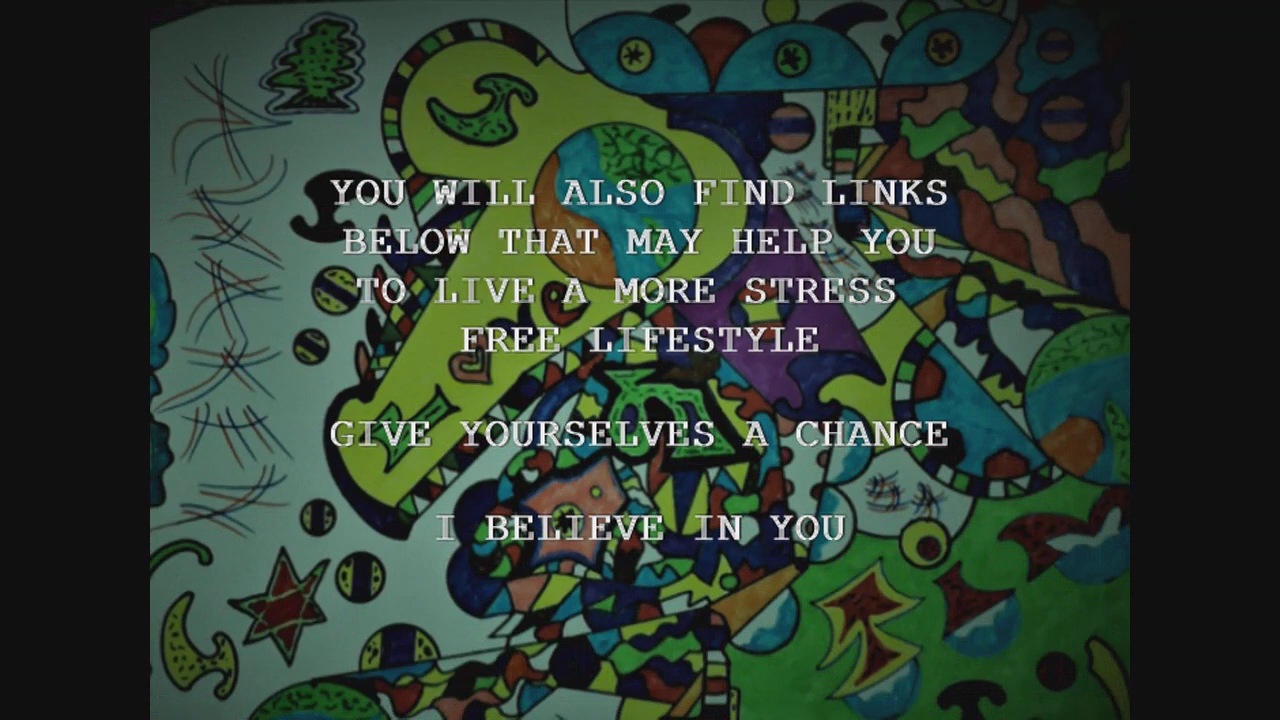 YOU WILL ALSO FIND LINKS
BELOW THAT MAY HELP YOU
TO LIVE A MORE STRESS
FREE LIFESTYLE
GIVE YOURSELVES A CHANCE
I BELIEVE IN YOU